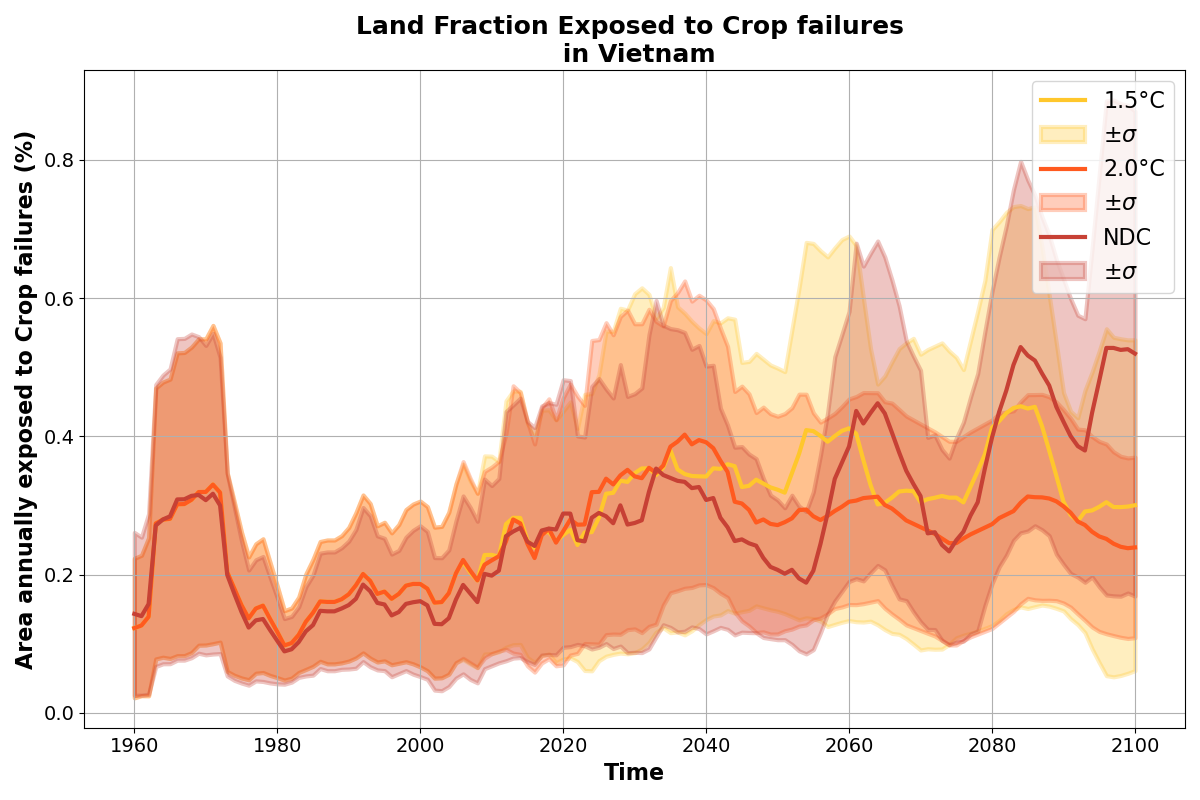 Land Fraction Exposed to Crop failures
in Vietnam
Area annually exposed to Crop failures (%)
0.8
0.6
0.4
0.2
0.0
1.5°C
±σ
2.0°C
±σ
NDC
±σ
1960 1980 2000 2020 2040 2060 2080 2100
Time